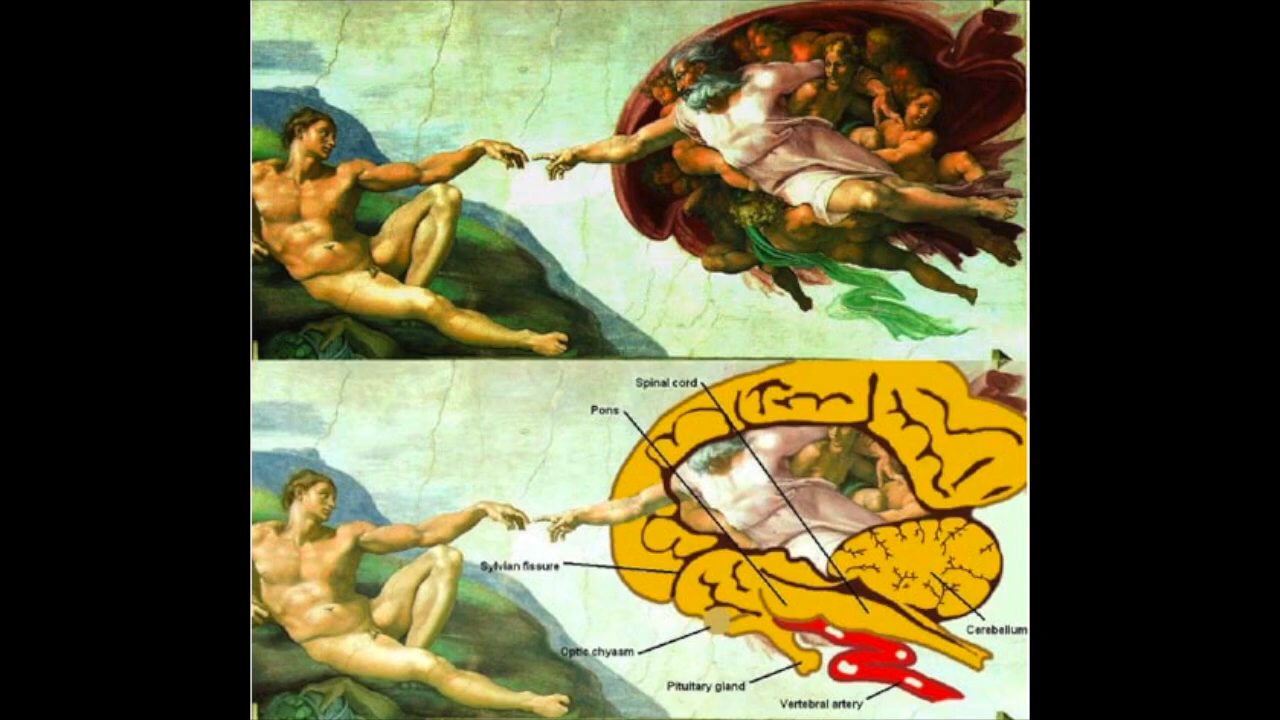 Spinal cord
Pons
Sylvian fissure
Cerebellum
Optic chyasm
Pituitary gland
Vertebral artery